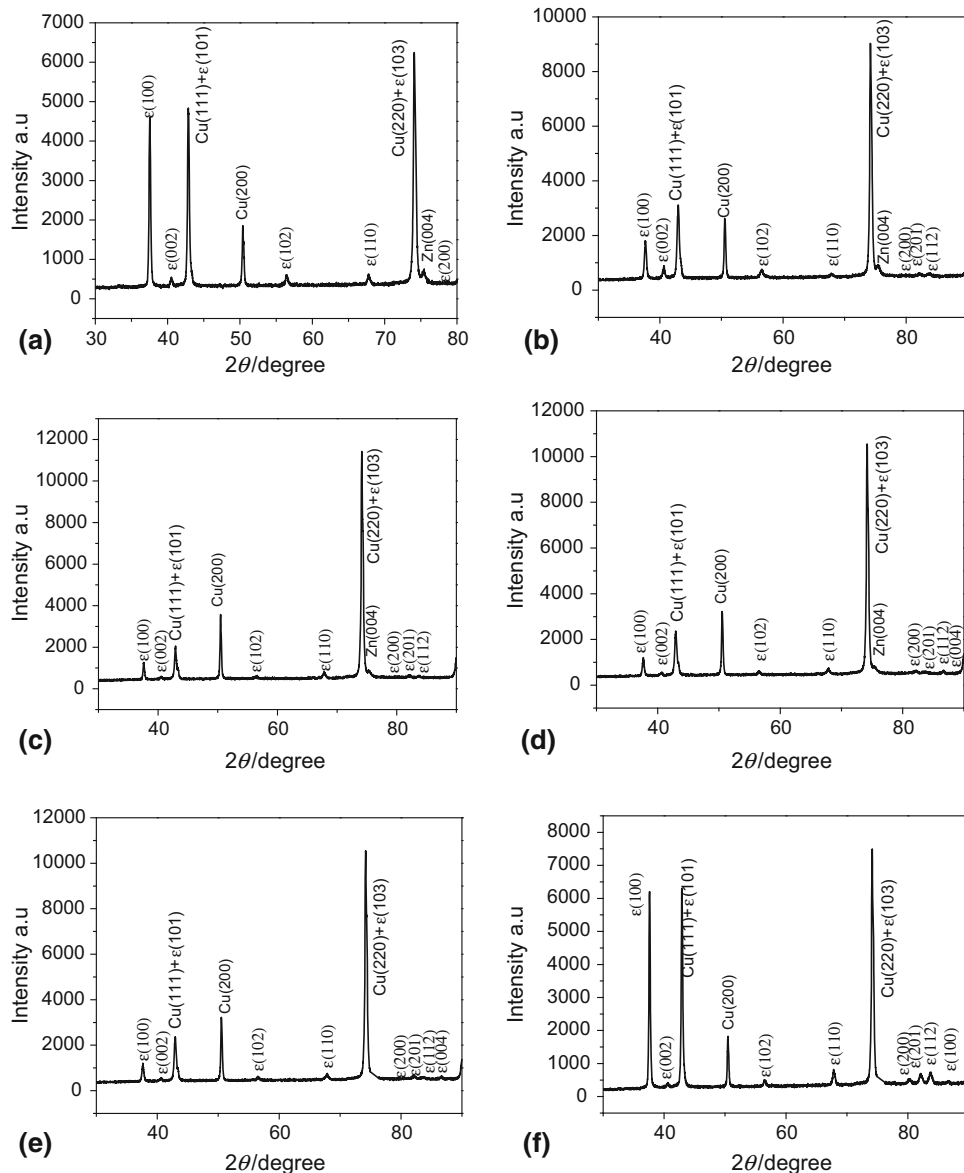 7000
6000
5000
4000
3000
2000
1000
0
Intensity a.u
ε(100)
ε(002)
Cu(111)+ε(101)
Cu(200)
ε(102)
ε(110)
Cu(220)+ε(103)
Zn(004)
ε(200)
30 40 50 60 70 80
2θ/degree
(a)
10000
8000
6000
4000
2000
0
Intensity a.u
ε(100)
ε(002)
Cu(111)+ε(101)
Cu(200)
ε(102)
ε(110)
Cu(220)+ε(103)
Zn(004)
ε(200)
ε(201)
ε(112)
40 60 80
2θ/degree
(b)
12000
10000
8000
6000
4000
2000
0
Intensity a.u
ε(100)
ε(002)
Cu(111)+ε(101)
Cu(200)
ε(102)
ε(110)
Cu(220)+ε(103)
Zn(004)
ε(200)
ε(201)
ε(112)
40 60 80
2θ/degree
(c)
12000
10000
8000
6000
4000
2000
0
Intensity a.u
ε(100)
ε(002)
Cu(111)+ε(101)
Cu(200)
ε(102)
ε(110)
Cu(220)+ε(103)
Zn(004)
ε(200)
ε(201)
ε(112)
ε(004)
40 60 80
2θ/degree
(d)
12000
10000
8000
6000
4000
2000
0
Intensity a.u
ε(100)
ε(002)
Cu(111)+ε(101)
Cu(200)
ε(102)
ε(110)
Cu(220)+ε(103)
ε(200)
ε(201)
ε(112)
ε(004)
40 60 80
2θ/degree
(e)
8000
7000
6000
5000
4000
3000
2000
1000
0
Intensity a.u
ε(100)
ε(002)
Cu(111)+ε(101)
Cu(200)
ε(102)
ε(110)
Cu(220)+ε(103)
ε(200)
ε(201)
ε(112)
ε(100)
40 60 80
2θ/degree
(f)